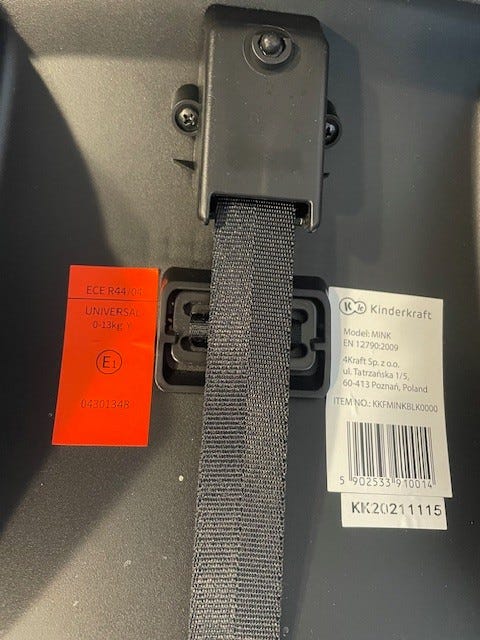 ECE R44/04
UNIVERSAL
0-13kg Y
E1
04301348
Kk Kinderkraft
Model: MINK
EN 12790:2009
4Kraft Sp. z o.o.
ul. Tatrzańska 1/5,
60-413 Poznań, Poland
ITEM NO.: KKFMINKBLK0000
5 902533 910014
KK20211115